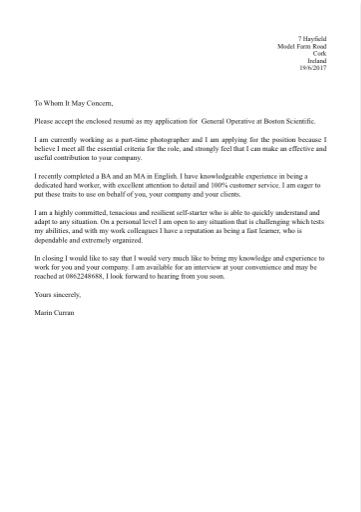 7 Hayfield
Model Farm Road
Cork
Ireland
19/6/2017
To Whom It May Concern,
Please accept the enclosed resumé as my application for General Operative at Boston Scientific.
I am currently working as a part-time photographer and I am applying for the position because I
believe I meet all the essential criteria for the role, and strongly feel that I can make an effective and
useful contribution to your company.
I recently completed a BA and an MA in English. I have knowledgeable experience in being a
dedicated hard worker, with excellent attention to detail and 100% customer service. I am eager to
put these traits to use on behalf of you, your company and your clients.
I am a highly committed, tenacious and resilient self-starter who is able to quickly understand and
adapt to any situation. On a personal level I am open to any situation that is challenging which tests
my abilities, and with my work colleagues I have a reputation as being a fast learner, who is
dependable and extremely organized.
In closing I would like to say that I would very much like to bring my knowledge and experience to
work for you and your company. I am available for an interview at your convenience and may be
reached at 0862248688, I look forward to hearing from you soon.
Yours sincerely,
Marin Curran